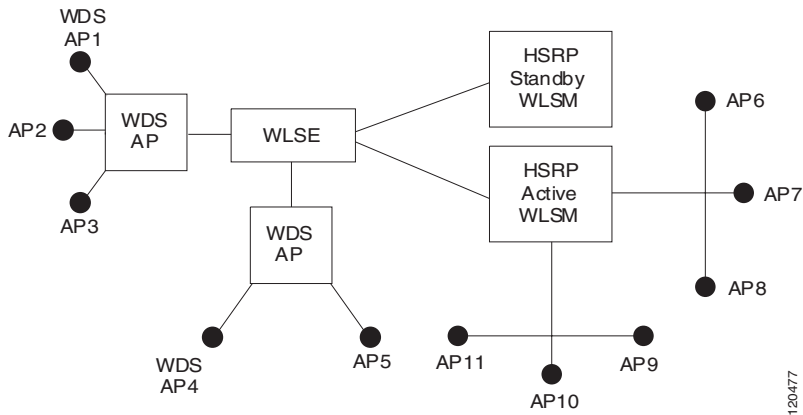 WDS
AP1
AP2
AP3
WDS
AP
WLSE
HSRP
Standby
WLSM
HSRP
Active
WLSM
AP6
AP7
AP8
WDS
AP
WDS
AP4
AP5
AP11
AP10
AP9
120477